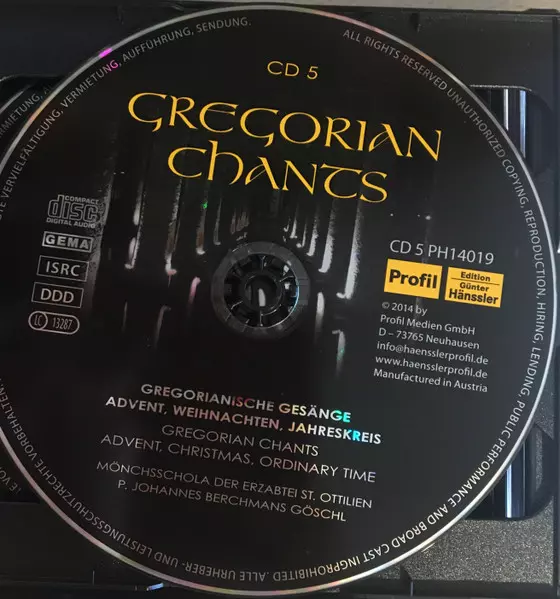 CD 5
GREGORIAN
CHANTS
COMPACT
disc
DIGITAL AUDIO
GEMA
ISRC
DDD
LC 13287
CD 5 PH14019
Profil
Edition
Günter
Hänssler
© 2014 by
Profil Medien GmbH
D – 73765 Neuhausen
info@haensslerprofil.de
www.haensslerprofil.de
Manufactured in Austria
GREGORIANISCHE GESÄNGE
ADVENT, WEIHNACHTEN, JAHRESKREIS
GREGORIAN CHANTS
ADVENT, CHRISTMAS, ORDINARY TIME
MÖNCHSSCHOLA DER ERZABTEI ST. OTTILIEN
P. JOHANNES BERCHMANS GÖSCHL
ALL RIGHTS RESERVED UNAUTHORIZED COPYING, REPRODUCTION, HIRING, LENDING, PUBLIC PERFORMANCE AND BROAD CAST INGPROHIBITED. ALLE URHEBER- UND LEISTUNGSSCHUTZRECHTE VORBEHALTEN.
VERVIELFÄLTIGUNG, VERMIETUNG, AUFFÜHRUNG, SENDUNG.